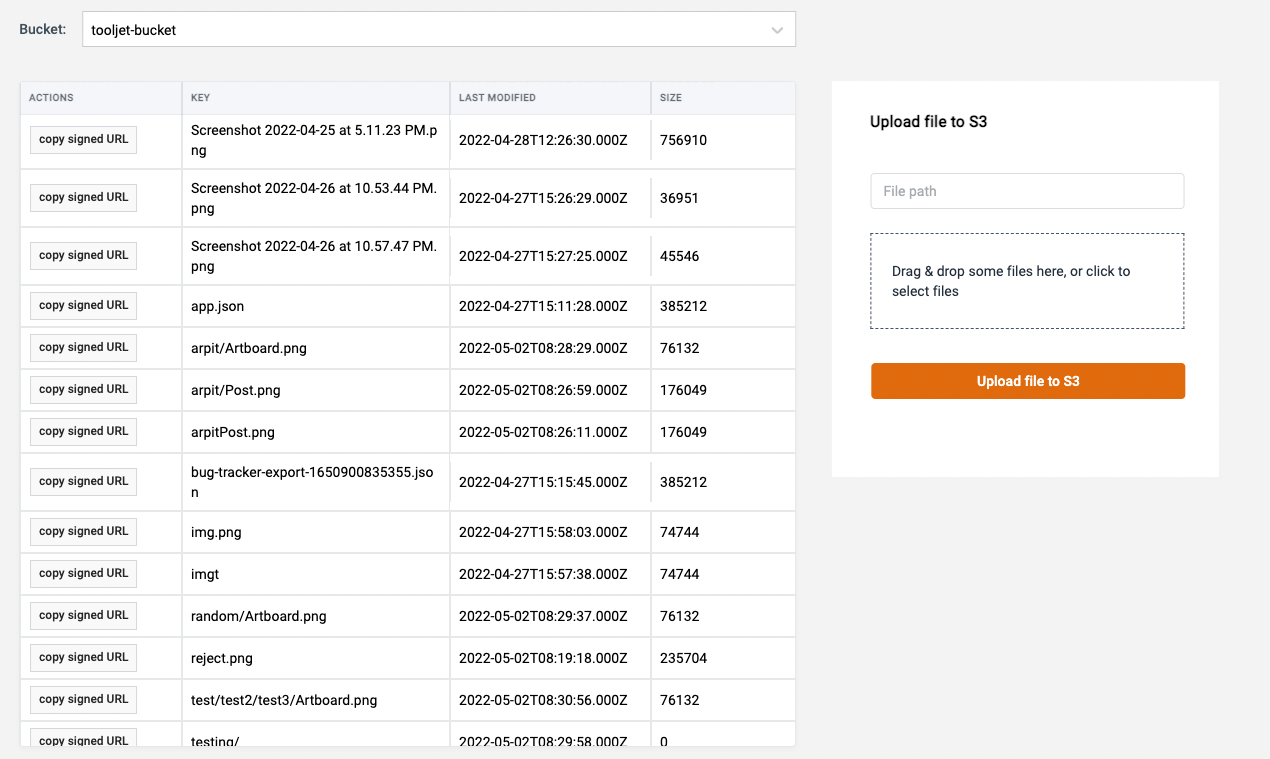 Bucket: tooljet-bucket
ACTIONS KEY LAST MODIFIED SIZE
copy signed URL Screenshot 2022-04-25 at 5.11.23 PM.p
ng 2022-04-28T12:26:30.000Z 756910
copy signed URL Screenshot 2022-04-26 at 10.53.44 PM.
png 2022-04-27T15:26:29.000Z 36951
copy signed URL Screenshot 2022-04-26 at 10.57.47 PM.
png 2022-04-27T15:27:25.000Z 45546
copy signed URL app.json 2022-04-27T15:11:28.000Z 385212
copy signed URL arpit/Artboard.png 2022-05-02T08:28:29.000Z 76132
copy signed URL arpit/Post.png 2022-05-02T08:26:59.000Z 176049
copy signed URL arpitPost.png 2022-05-02T08:26:11.000Z 176049
copy signed URL bug-tracker-export-1650900835355.jso
n 2022-04-27T15:15:45.000Z 385212
copy signed URL img.png 2022-04-27T15:58:03.000Z 74744
copy signed URL imgt 2022-04-27T15:57:38.000Z 74744
copy signed URL random/Artboard.png 2022-05-02T08:29:37.000Z 76132
copy signed URL reject.png 2022-05-02T08:19:18.000Z 235704
copy signed URL test/test2/test3/Artboard.png 2022-05-02T08:30:56.000Z 76132
copy signed URL testing/ 2022-05-02T08:29:58.000Z 0
Upload file to S3
File path
Drag & drop some files here, or click to
select files
Upload file to S3